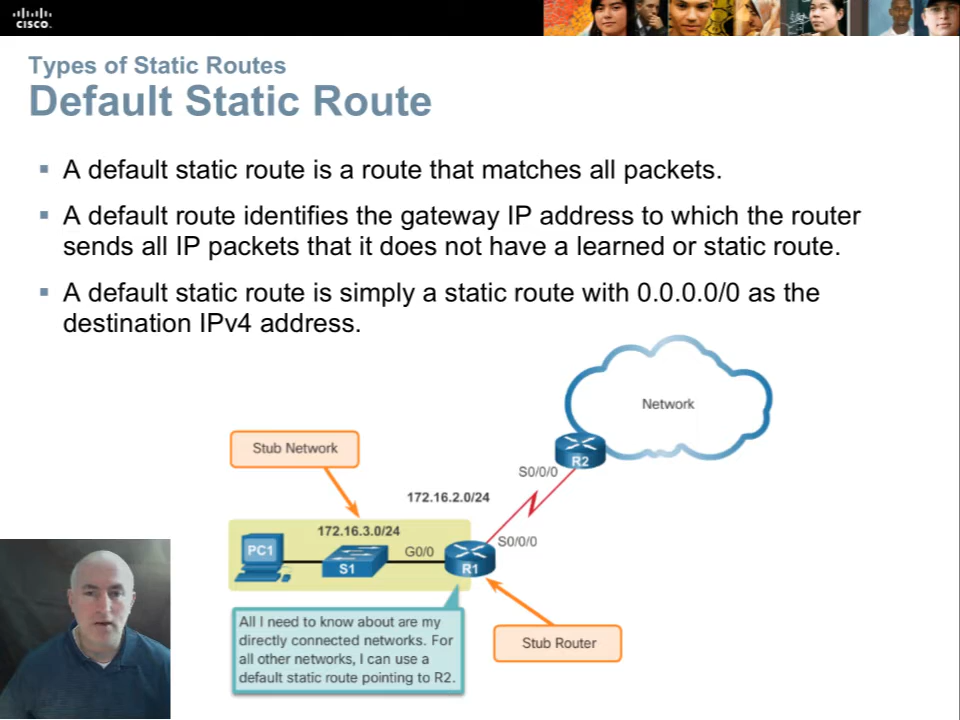 CISCO.
Types of Static Routes
Default Static Route
A default static route is a route that matches all packets.
A default route identifies the gateway IP address to which the router
sends all IP packets that it does not have a learned or static route.
A default static route is simply a static route with 0.0.0.0/0 as the
destination IPv4 address.
Network
Stub Network
R2
S0/0/0
172.16.2.0/24
172.16.3.0/24
S0/0/0
PC1
G0/0
S1
R1
All I need to know about are my
directly connected networks. For
all other networks, I can use a
default static route pointing to R2.
Stub Router